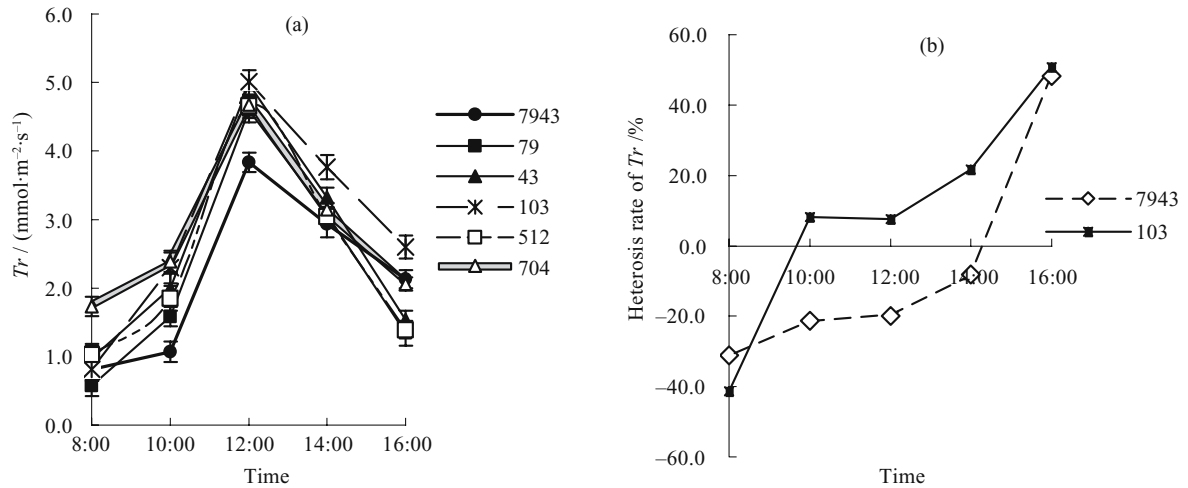 (a)
Tr / (mmol·m⁻²·s⁻¹)
6.0
5.0
4.0
3.0
2.0
1.0
0.0
8:00 10:00 12:00 14:00 16:00
Time
7943
79
43
103
512
704
(b)
Heterosis rate of Tr /%
60.0
40.0
20.0
0.0
–20.0
–40.0
–60.0
8:00 10:00 12:00 14:00 16:00
Time
7943
103